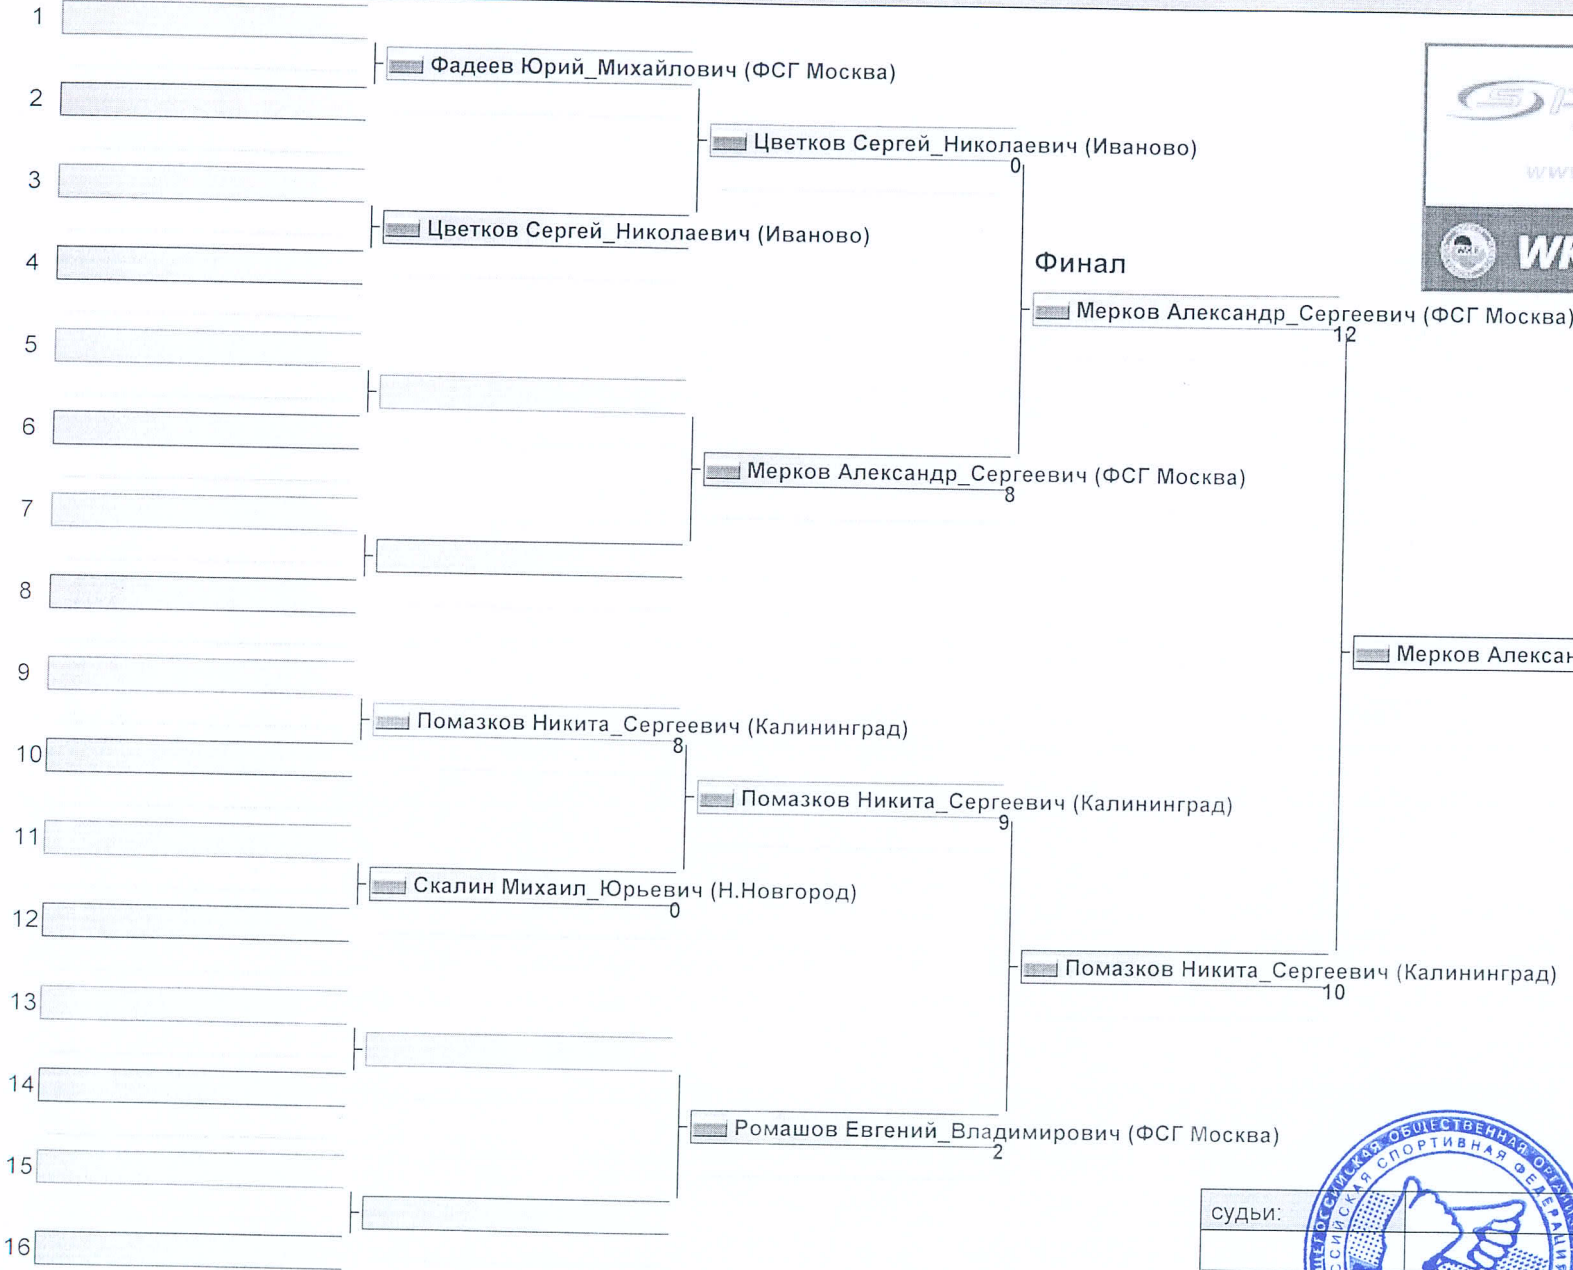 1
Фадеев Юрий_Михайлович (ФСГ Москва)
2
Цветков Сергей_Николаевич (Иваново)
0
3
Цветков Сергей_Николаевич (Иваново)
4
Финал
Мерков Александр_Сергеевич (ФСГ Москва)
12
5
6
Мерков Александр_Сергеевич (ФСГ Москва)
8
7
8
9
Мерков
Помазков Никита_Сергеевич (Калининград)
8
10
Помазков Никита_Сергеевич (Калининград)
9
11
Скалин Михаил_Юрьевич (Н.Новгород)
0
12
Помазков Никита_Сергеевич (Калининград)
10
13
14
Ромашов Евгений_Владимирович (ФСГ Москва)
2
15
судьи:
16
ОБЩЕСТВЕННАЯ
СПОРТИВНАЯ